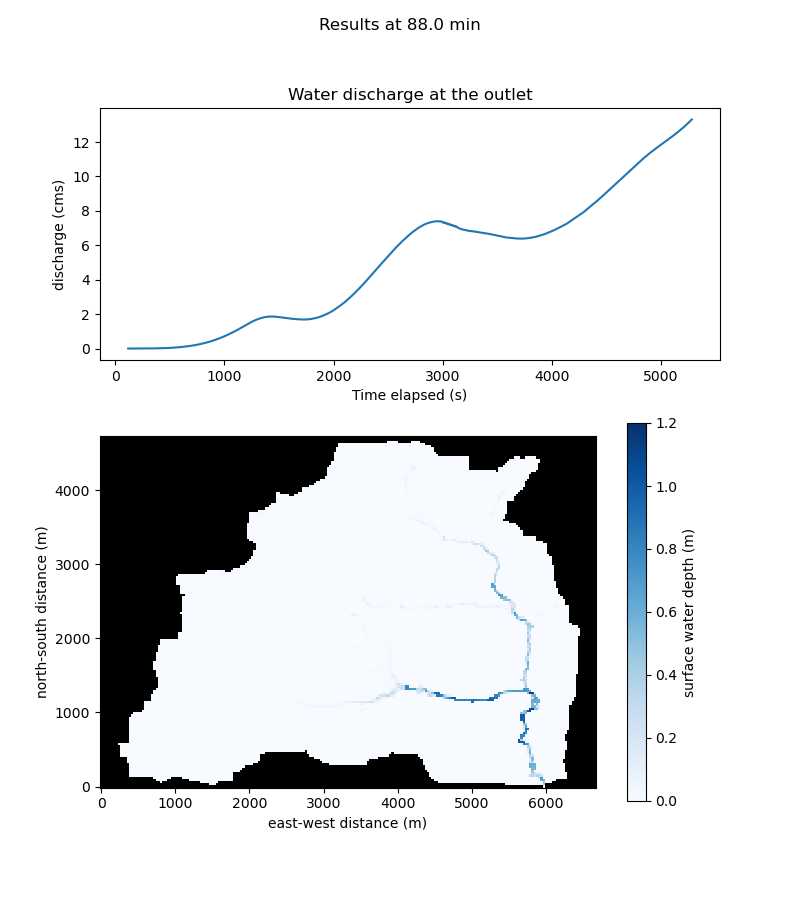 Results at 88.0 min
Water discharge at the outlet
discharge (cms)
12
10
8
6
4
2
0
0 1000 2000 3000 4000 5000
Time elapsed (s)
north-south distance (m)
4000
3000
2000
1000
0
0 1000 2000 3000 4000 5000 6000
east-west distance (m)
1.2
1.0
0.8
0.6
0.4
0.2
0.0
surface water depth (m)